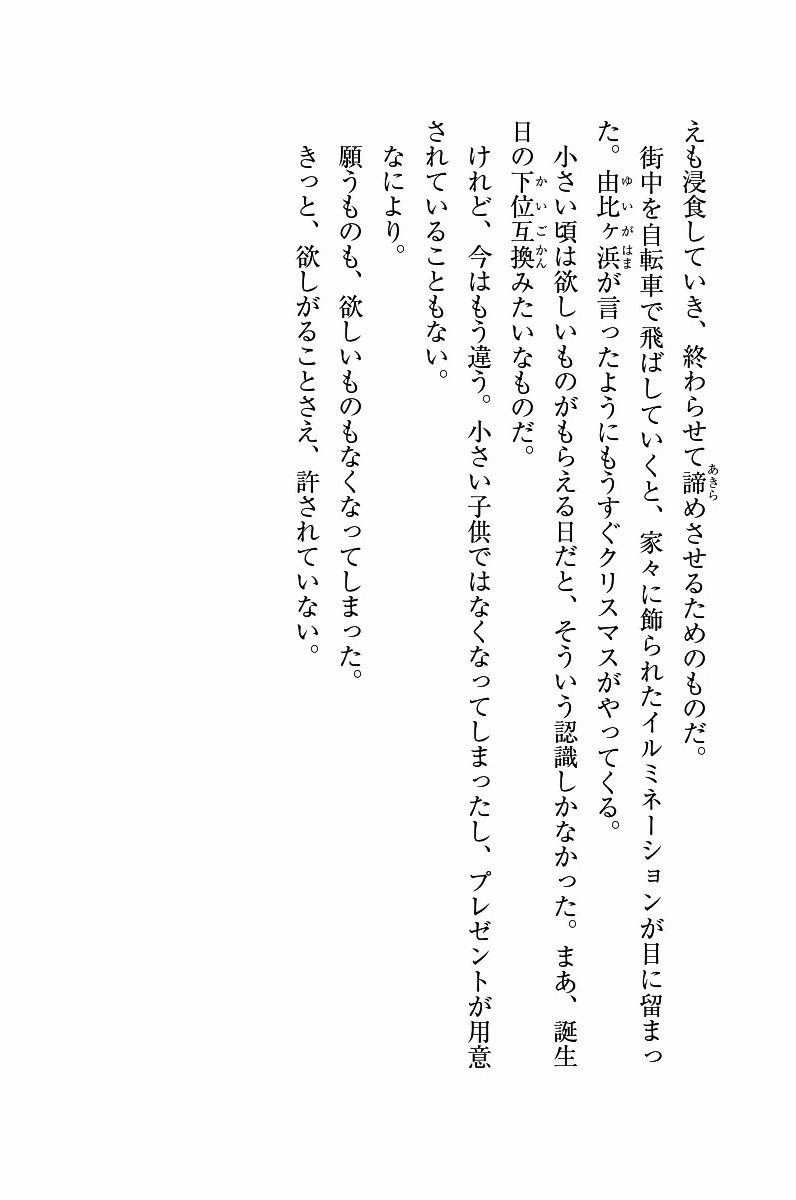 えも浸食していき、終わらせて諦めさせるためのものだ。
街中を自転車で飛ばしていくと、家々に飾られたイルミネーションが目に留まっ
た。由比ヶ浜が言ったようにもうすぐクリスマスがやってくる。
小さい頃は欲しいものがもらえる日だと、そういう認識しかなかった。まあ、誕生
日の下位互換みたいなものだ。
けれど、今はもう違う。小さい子供ではなくなってしまったし、プレゼントが用意
されていることもない。
なにより。
願うものも、欲しいものもなくなってしまった。
きっと、欲しがることさえ、許されていない。